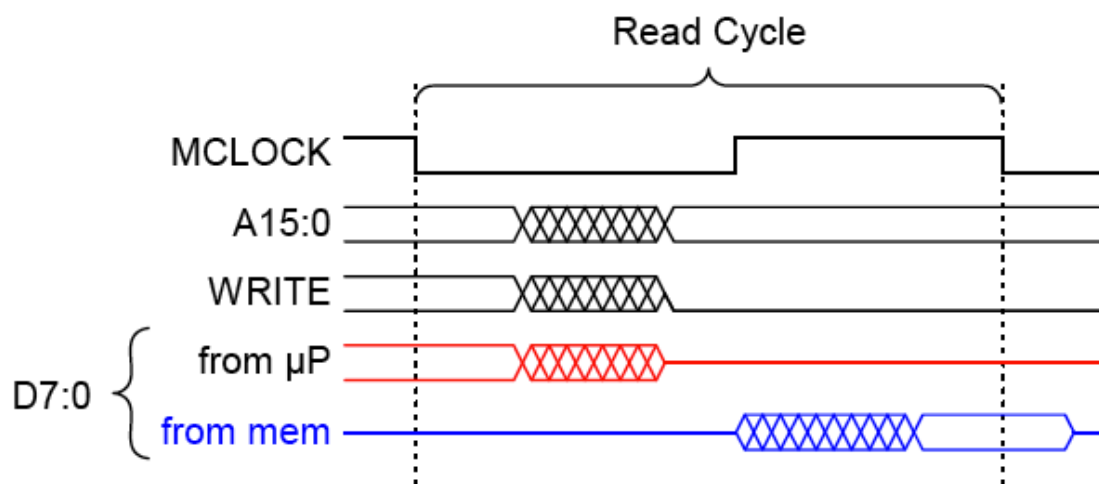 Read Cycle
MCLOCK
A15:0
WRITE
from µP
D7:0
from mem